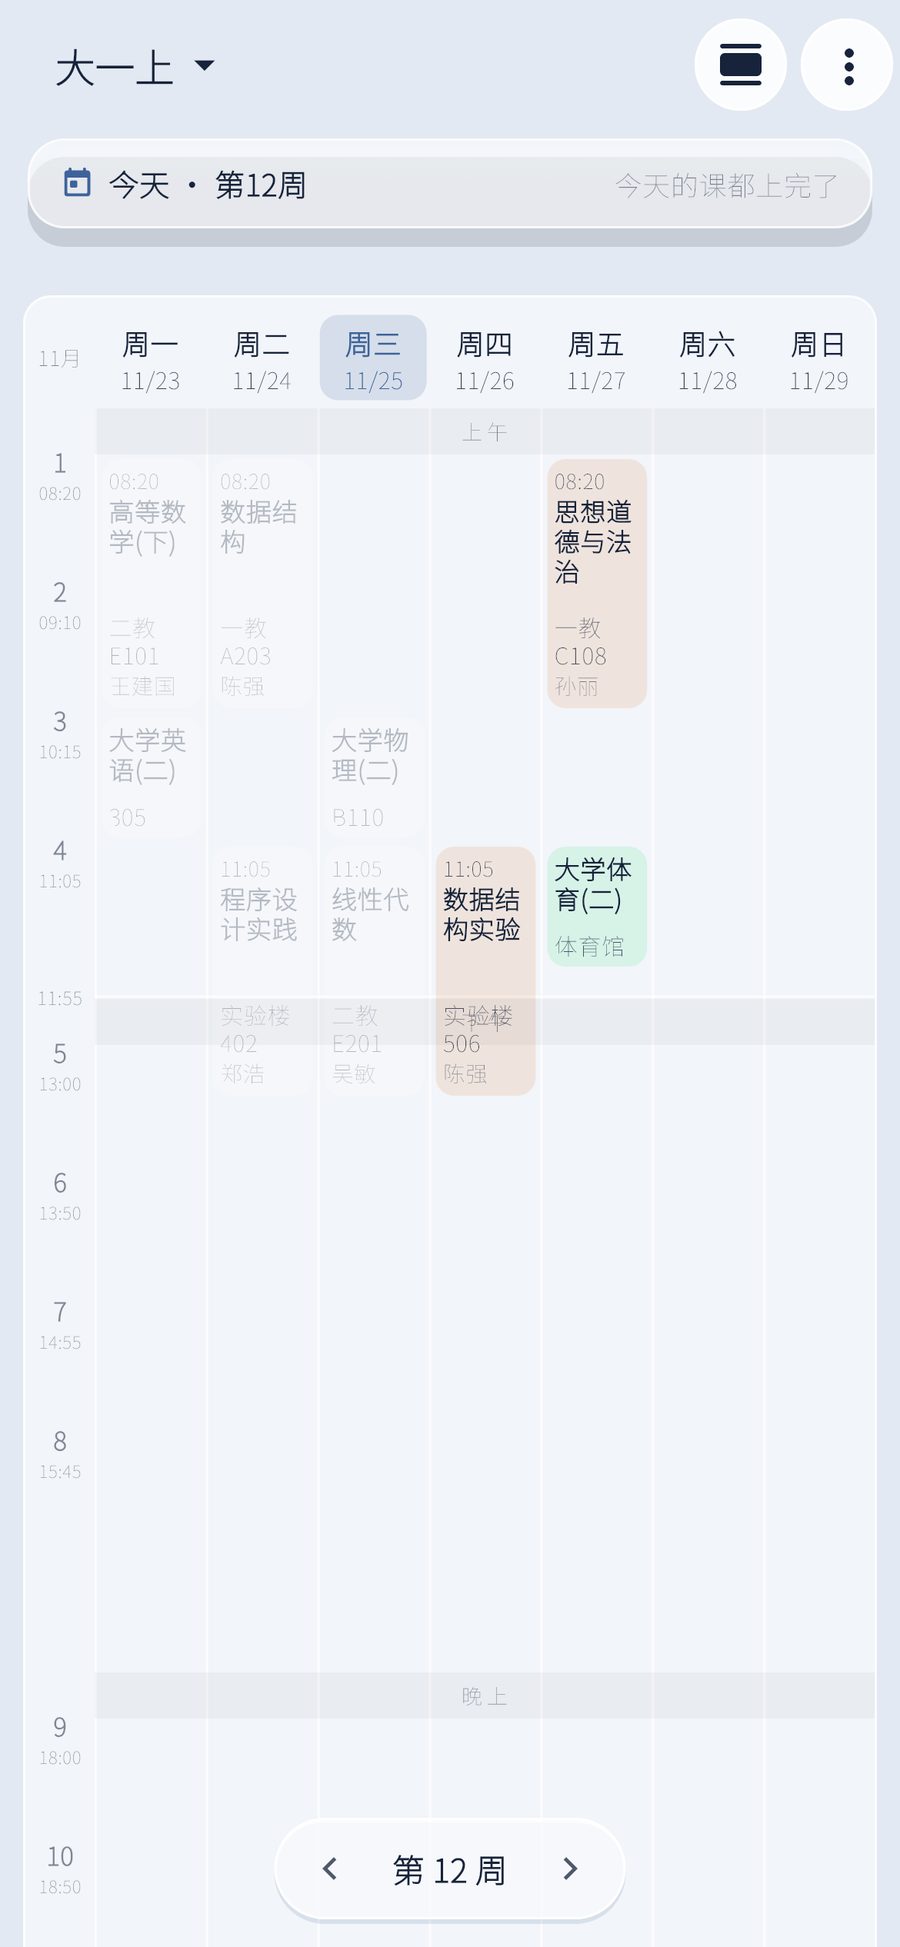 大一上
今天 · 第12周
今天的课都上完了
11月
周一
11/23
周二
11/24
周三
11/25
周四
11/26
周五
11/27
周六
11/28
周日
11/29
上午
1
08:20
2
09:10
3
10:15
4
11:05
11:55
5
13:00
6
13:50
7
14:55
8
15:45
9
18:00
10
18:50
08:20
高等数
学(下)
二教
E101
王建国
大学英
语(二)
305
08:20
数据结
构
一教
A203
陈强
11:05
程序设
计实践
实验楼
402
郑浩
大学物
理(二)
B110
11:05
线性代
数
二教
E201
吴敏
11:05
数据结
构实验
实验楼
506
陈强
08:20
思想道
德与法
治
一教
C108
孙丽
大学体
育(二)
体育馆
晚上
第 12 周